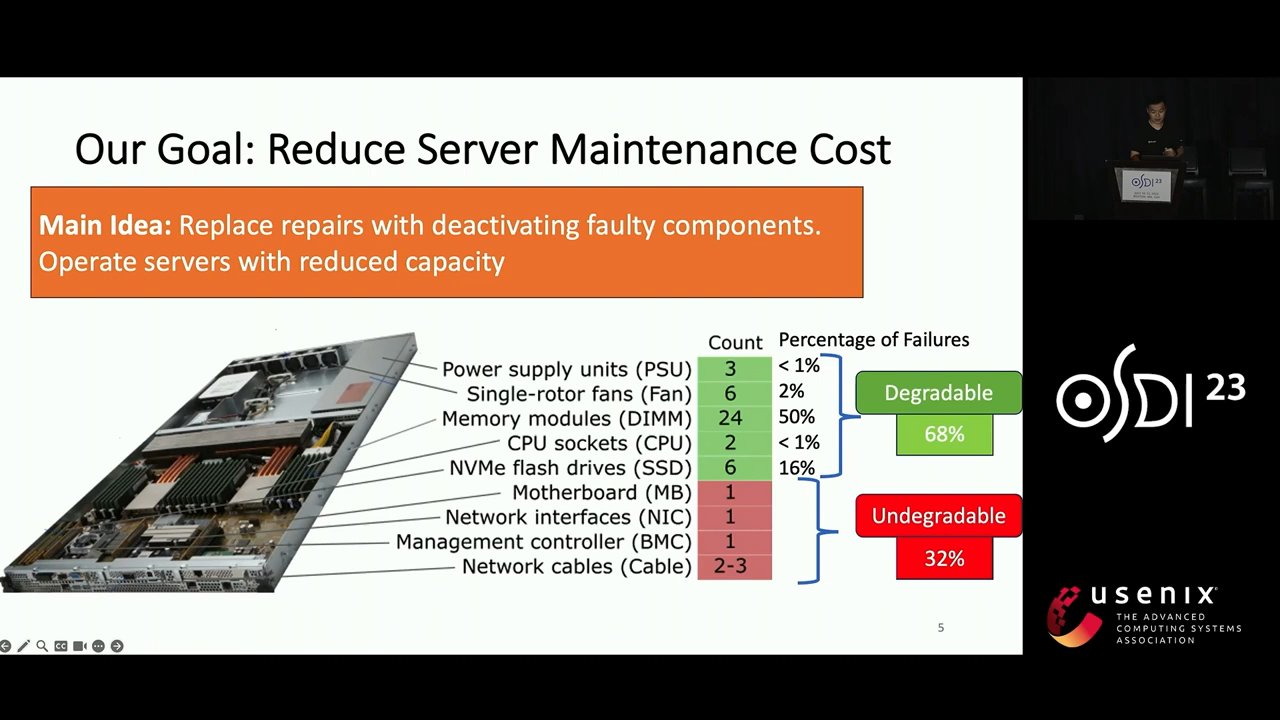 Our Goal: Reduce Server Maintenance Cost
Main Idea: Replace repairs with deactivating faulty components.
Operate servers with reduced capacity
Count Percentage of Failures
Power supply units (PSU) 3 < 1%
Single-rotor fans (Fan) 6 2%
Memory modules (DIMM) 24 50%
CPU sockets (CPU) 2 < 1%
NVMe flash drives (SSD) 6 16%
Motherboard (MB) 1
Network interfaces (NIC) 1
Management controller (BMC) 1
Network cables (Cable) 2-3
Degradable
68%
Undegradable
32%
5
CC
OSDI 23
OSDI 23
usenix
THE ADVANCED
COMPUTING SYSTEMS
ASSOCIATION